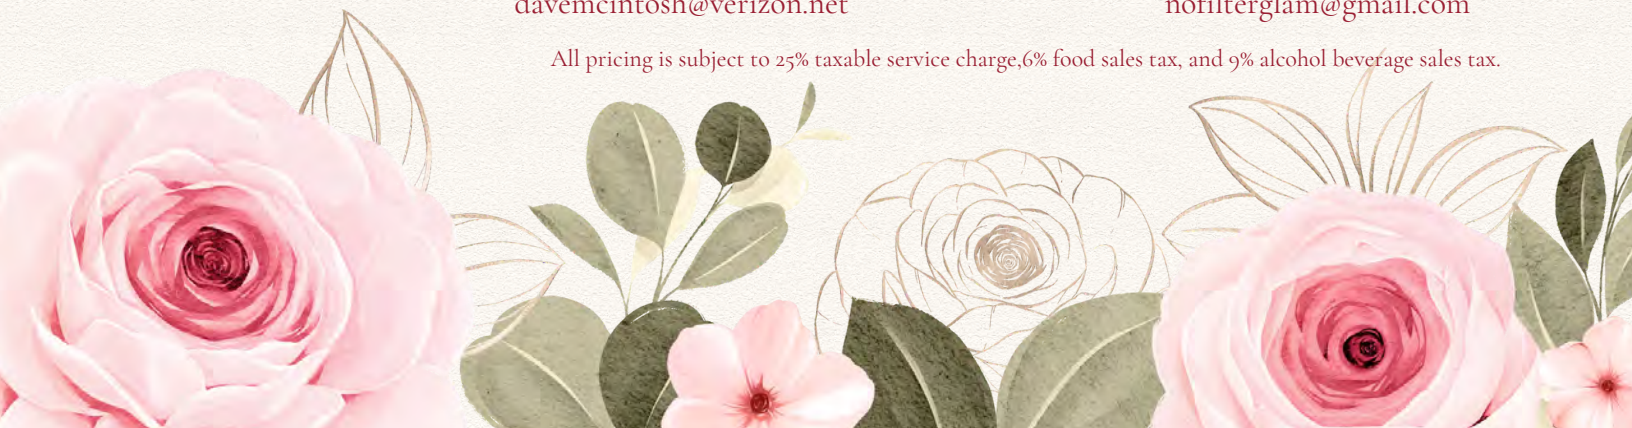 davemcintosh@verizon.net nofilterglam@gmail.com
All pricing is subject to 25% taxable service charge,6% food sales tax, and 9% alcohol beverage sales tax.